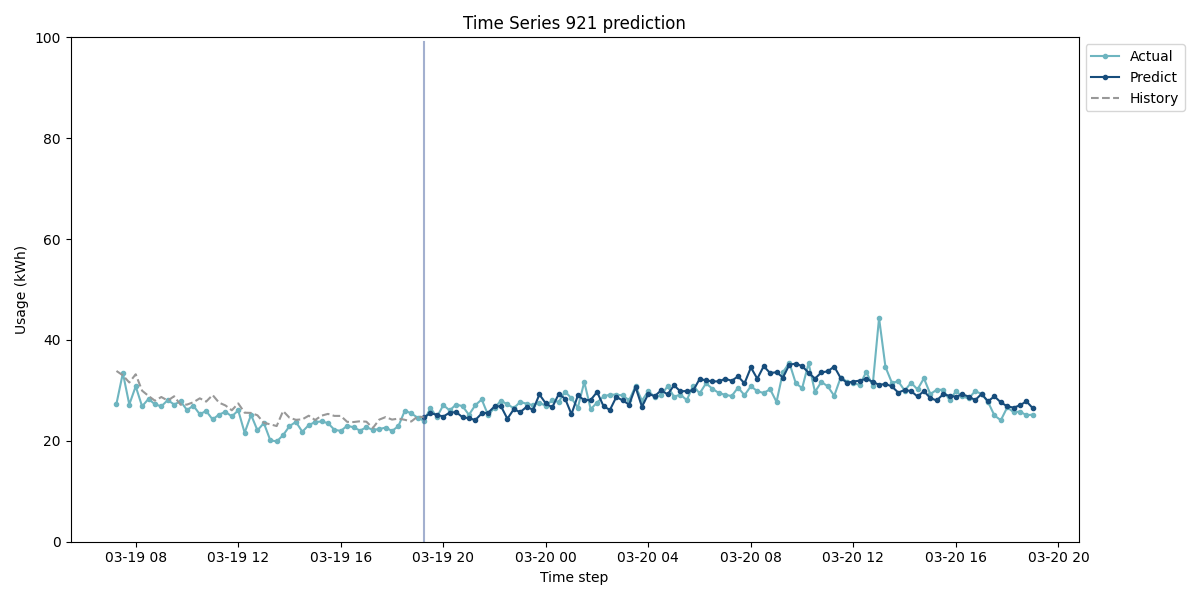 Time Series 921 prediction
100
80
60
40
20
0
Usage (kWh)
03-19 08
03-19 12
03-19 16
03-19 20
03-20 00
03-20 04
03-20 08
03-20 12
03-20 16
03-20 20
Time step
Actual
Predict
History